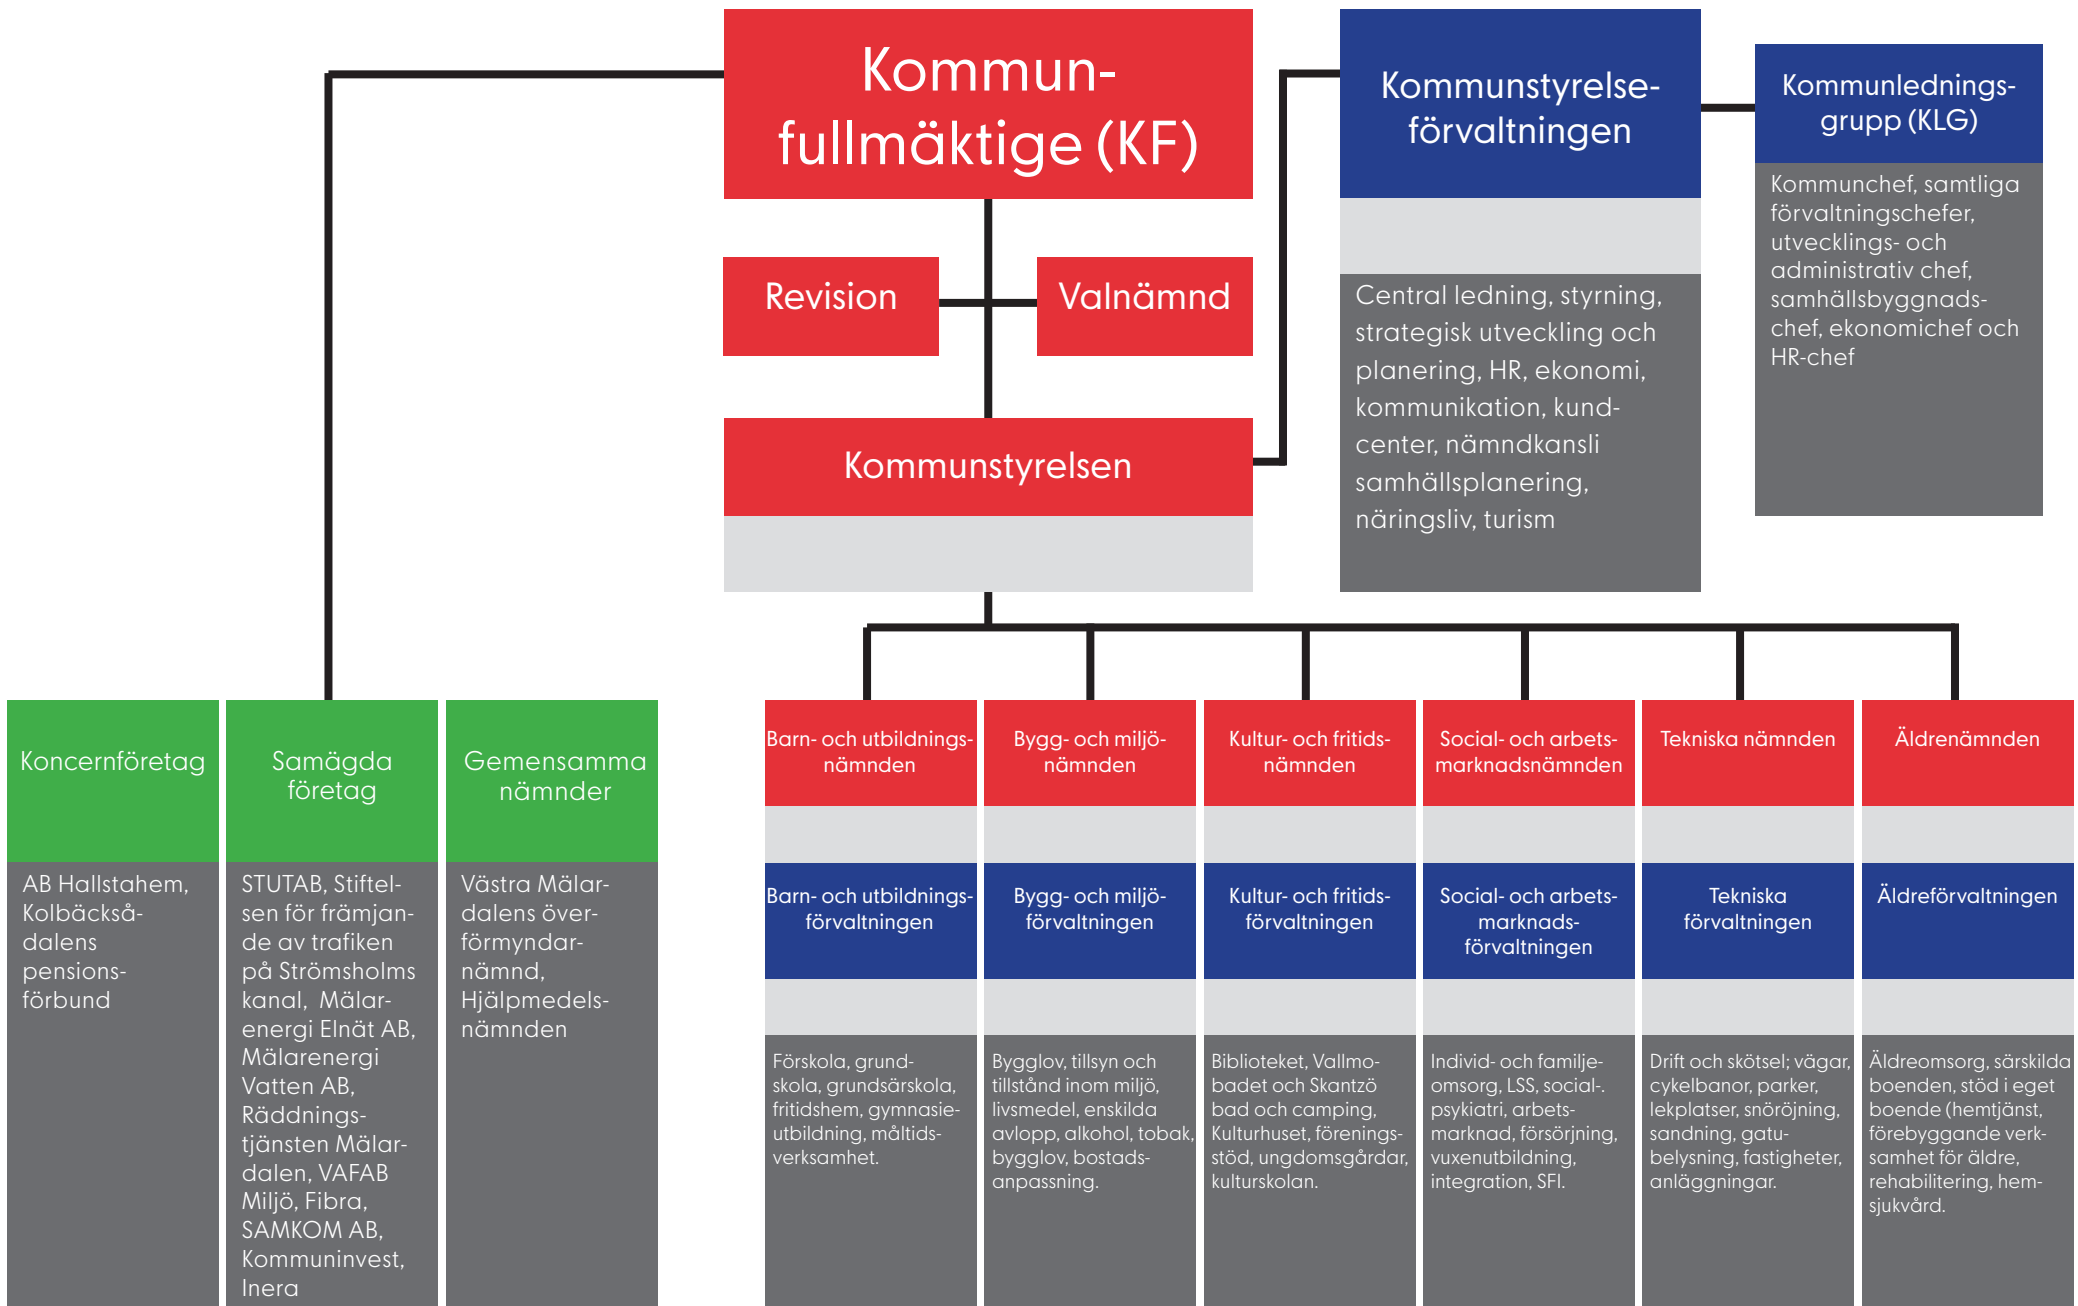 Kommun-
fullmäktige (KF)
Kommunstyrelse-
förvaltningen
Kommunlednings-
grupp (KLG)
Kommunchef, samtliga
förvaltningschefer,
utvecklings- och
administrativ chef,
samhällsbyggnads-
chef, ekonomichef och
HR-chef
Revision
Valnämnd
Central ledning, styrning,
strategisk utveckling och
planering, HR, ekonomi,
kommunikation, kund-
center, nämndkansli
samhällsplanering,
näringsliv, turism
Kommunstyrelsen
Koncernföretag
AB Hallstahem,
Kolbäckså-
dalens
pensions-
förbund
Samägda
företag
STUTAB, Stiftel-
sen för främjan-
de av trafiken
på Strömsholms
kanal,  Mälar-
energi Elnät AB,
Mälarenergi
Vatten AB,
Räddnings-
tjänsten Mälar-
dalen, VAFAB
Miljö, Fibra,
SAMKOM AB,
Kommuninvest,
Inera
Gemensamma
nämnder
Västra Mälar-
dalens över-
förmyndar-
nämnd,
Hjälpmedels-
nämnden
Barn- och utbildnings-
nämnden
Barn- och utbildnings-
förvaltningen
Förskola, grund-
skola, grundsärskola,
fritidshem, gymnasie-
utbildning, måltids-
verksamhet.
Bygg- och miljö-
nämnden
Bygg- och miljö-
förvaltningen
Bygglov, tillsyn och
tillstånd inom miljö,
livsmedel, enskilda
avlopp, alkohol, tobak,
bygglov, bostads-
anpassning.
Kultur- och fritids-
nämnden
Kultur- och fritids-
förvaltningen
Biblioteket, Vallmo-
badet och Skantzö
bad och camping,
Kulturhuset, förenings-
stöd, ungdomsgårdar,
kulturskolan.
Social- och arbets-
marknadsnämnden
Social- och arbets-
marknads-
förvaltningen
Individ- och familje-
omsorg, LSS, social-.
psykiatri, arbets-
marknad, försörjning,
vuxenutbildning,
integration, SFI.
Tekniska nämnden
Tekniska
förvaltningen
Drift och skötsel; vägar,
cykelbanor, parker,
lekplatser, snöröjning,
sandning, gatu-
belysning, fastigheter,
anläggningar.
Äldrenämnden
Äldreförvaltningen
Äldreomsorg, särskilda
boenden, stöd i eget
boende (hemtjänst,
förebyggande verk-
samhet för äldre,
rehabilitering, hem-
sjukvård.